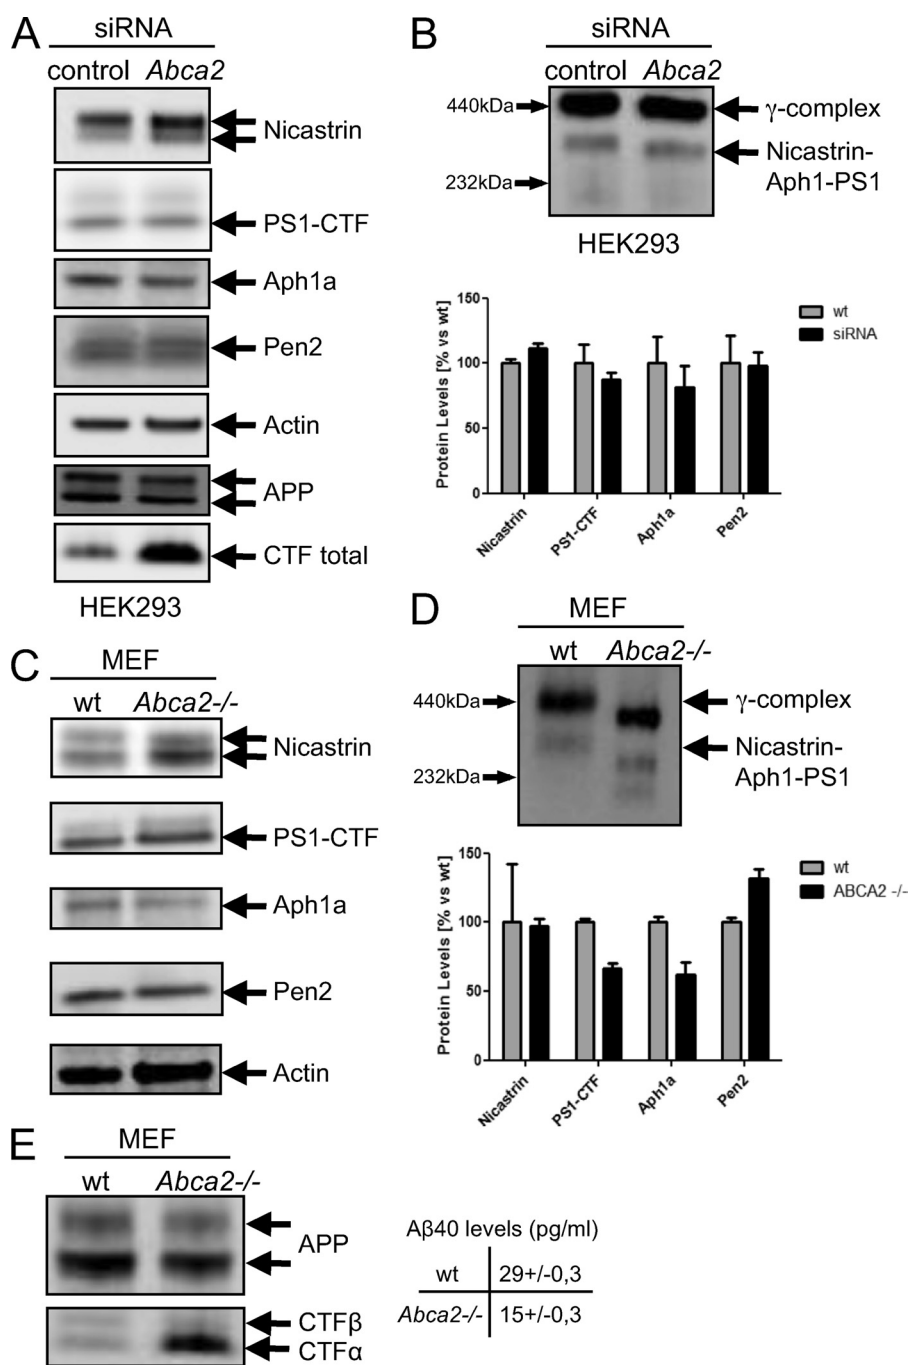 A
siRNA
control Abca2
Nicastrin
PS1-CTF
Aph1a
Pen2
Actin
APP
CTF total
HEK293
B
siRNA
control Abca2
440kDa
γ-complex
Nicastrin-
Aph1-PS1
232kDa
HEK293
Protein Levels [% vs wt]
150
100
50
0
wt
siRNA
Nicastrin
PS1-CTF
Aph1a
Pen2
C
MEF
wt Abca2-/-
Nicastrin
PS1-CTF
Aph1a
Pen2
Actin
D
MEF
wt Abca2-/-
440kDa
γ-complex
Nicastrin-
Aph1-PS1
232kDa
Protein Levels [% vs wt]
150
100
50
0
wt
ABCA2 -/-
Nicastrin
PS1-CTF
Aph1a
Pen2
E
MEF
wt Abca2-/-
APP
CTFβ
CTFα
Aβ40 levels (pg/ml)
wt 29+/-0,3
Abca2-/- 15+/-0,3